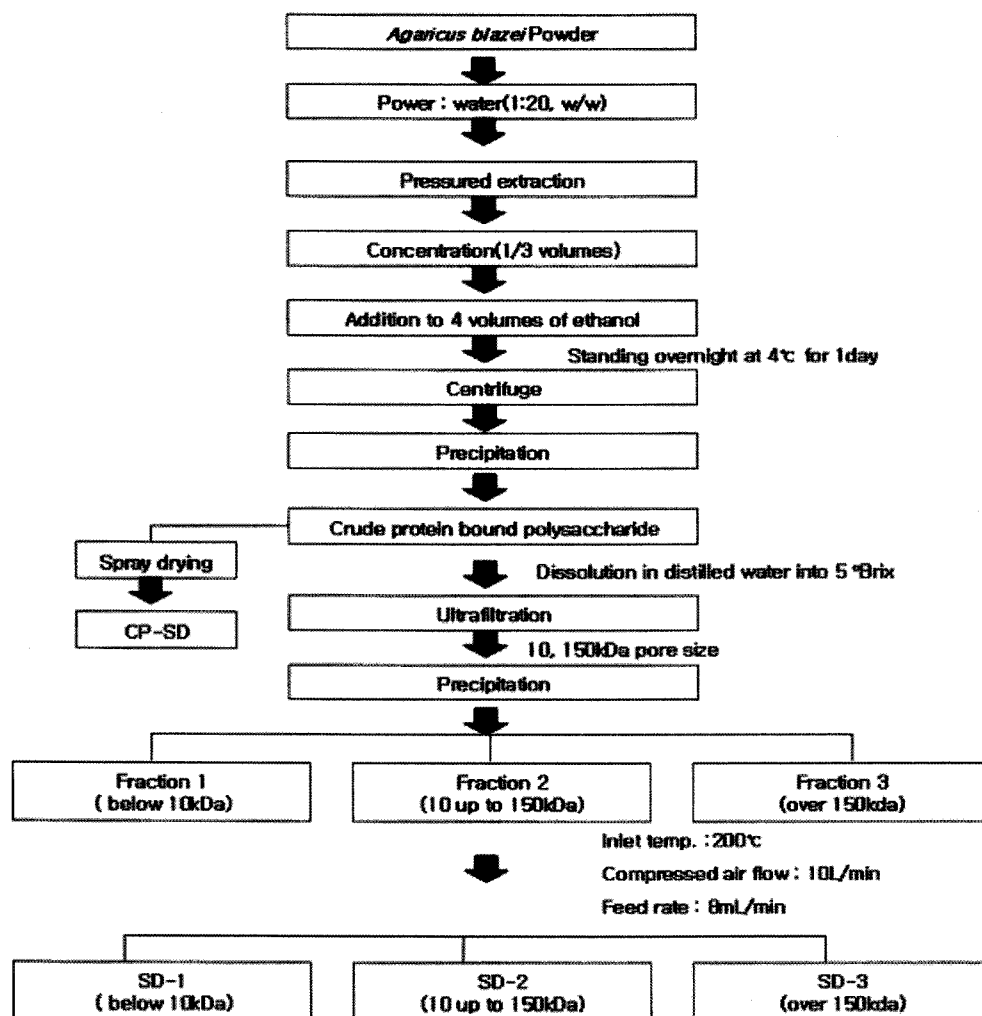 Agaricus blazei Powder
Power : water(1:20, w/w)
Pressured extraction
Concentration(1/3 volumes)
Addition to 4 volumes of ethanol
Standing overnight at 4℃ for 1day
Centrifuge
Precipitation
Crude protein bound polysaccharide
Spray drying
Dissolution in distilled water into 5 °Brix
CP-SD
Ultrafiltration
10, 150kDa pore size
Precipitation
Fraction 1
( below 10kDa)
Fraction 2
(10 up to 150kDa)
Fraction 3
(over 150kda)
Inlet temp. :200℃
Compressed air flow : 10L/min
Feed rate : 8mL/min
SD-1
( below 10kDa)
SD-2
(10 up to 150kDa)
SD-3
(over 150kda)